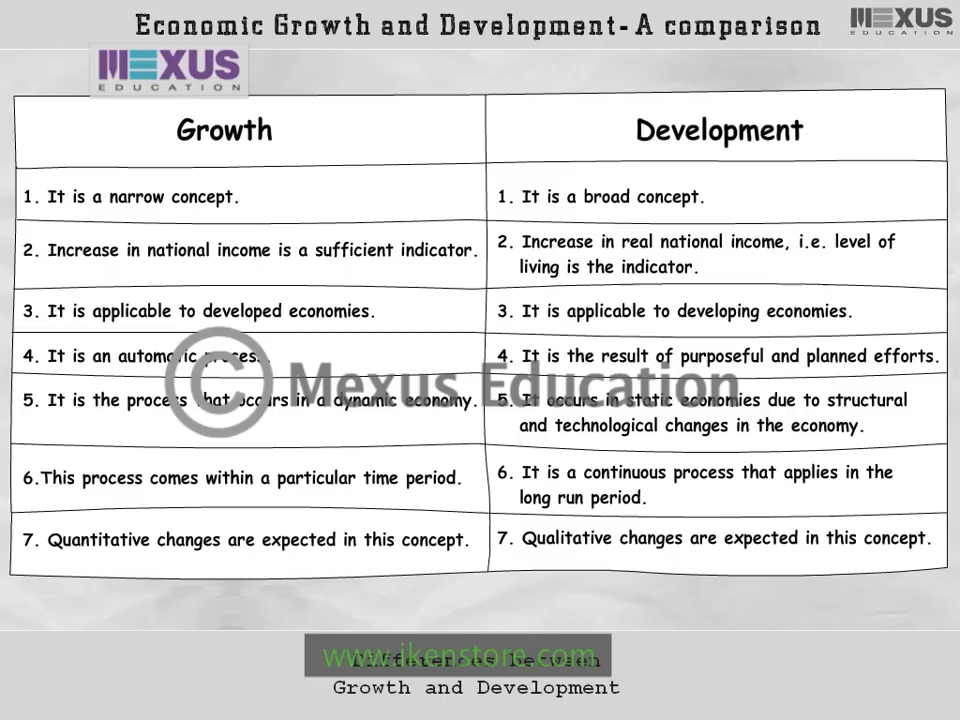 Economic Growth and Development- A comparison
MEXUS
EDUCATION
MEXUS
EDUCATION
Growth
Development
1. It is a narrow concept.
1. It is a broad concept.
2. Increase in national income is a sufficient indicator.
2. Increase in real national income, i.e. level of
living is the indicator.
3. It is applicable to developed economies.
3. It is applicable to developing economies.
4. It is an automatic process.
4. It is the result of purposeful and planned efforts.
© Mexus Education
5. It is the process that occurs in a dynamic economy.
5. It occurs in static economies due to structural
and technological changes in the economy.
6.This process comes within a particular time period.
6. It is a continuous process that applies in the
long run period.
7. Quantitative changes are expected in this concept.
7. Qualitative changes are expected in this concept.
www.ikenstore.com
Differences between
Growth and Development